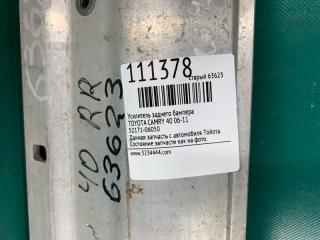 111378 старый 63623
Усилитель заднего бампера
TOYOTA CAMRY 40 06-11
52171-06050
Данная запчасть с автомобиля Тойота.
Состояние запчасти как на фото.
www.5234444.com
40 RR
63623